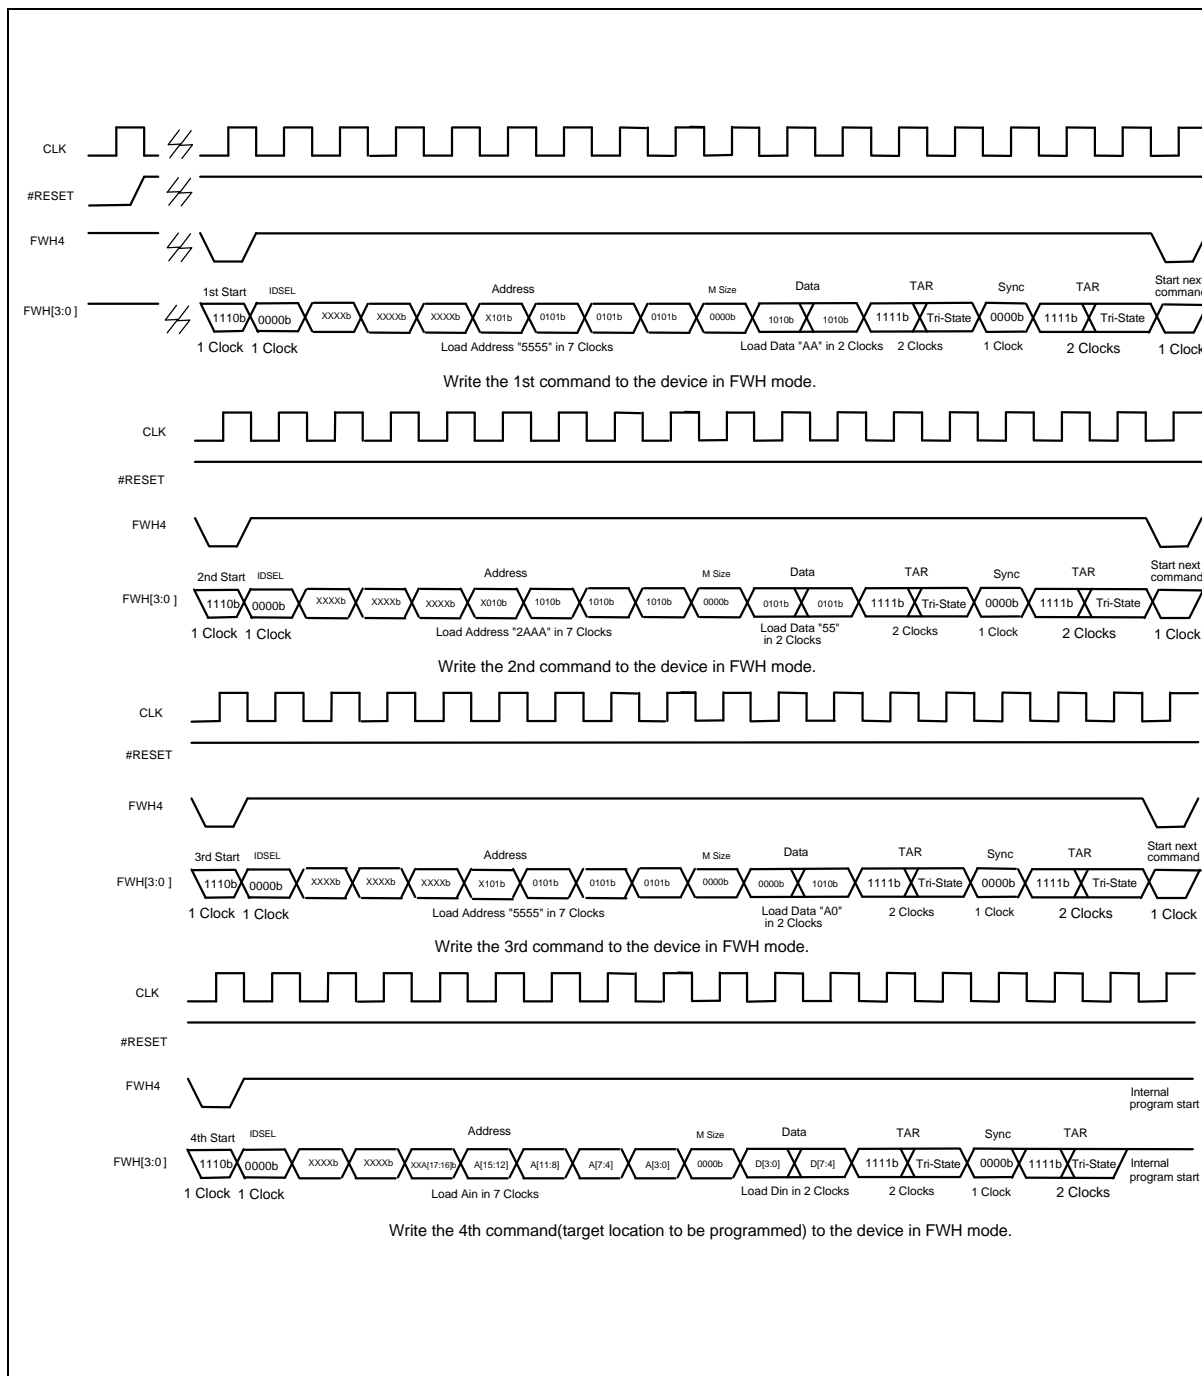 CLK
#RESET
FWH4
1st Start IDSEL Address M Size Data TAR Sync TAR Start next command
FWH[3:0 ] 1110b 0000b XXXXb XXXXb XXXXb X101b 0101b 0101b 0101b 0000b 1010b 1010b 1111b Tri-State 0000b 1111b Tri-State
1 Clock 1 Clock Load Address "5555" in 7 Clocks Load Data "AA" in 2 Clocks 2 Clocks 1 Clock 2 Clocks 1 Clock
Write the 1st command to the device in FWH mode.
CLK
#RESET
FWH4
2nd Start IDSEL Address M Size Data TAR Sync TAR Start next command
FWH[3:0 ] 1110b 0000b XXXXb XXXXb XXXXb X010b 1010b 1010b 1010b 0000b 0101b 0101b 1111b Tri-State 0000b 1111b Tri-State
1 Clock 1 Clock Load Address "2AAA" in 7 Clocks Load Data "55" in 2 Clocks 2 Clocks 1 Clock 2 Clocks 1 Clock
Write the 2nd command to the device in FWH mode.
CLK
#RESET
FWH4
3rd Start IDSEL Address M Size Data TAR Sync TAR Start next command
FWH[3:0 ] 1110b 0000b XXXXb XXXXb XXXXb X101b 0101b 0101b 0101b 0000b 0000b 1010b 1111b Tri-State 0000b 1111b Tri-State
1 Clock 1 Clock Load Address "5555" in 7 Clocks Load Data "A0" in 2 Clocks 2 Clocks 1 Clock 2 Clocks 1 Clock
Write the 3rd command to the device in FWH mode.
CLK
#RESET
FWH4
Internal program start
4th Start IDSEL Address M Size Data TAR Sync TAR
FWH[3:0 ] 1110b 0000b XXXXb XXXXb XXA[17:16]b A[15:12] A[11:8] A[7:4] A[3:0] 0000b D[3:0] D[7:4] 1111b Tri-State 0000b 1111b Tri-State Internal program start
1 Clock 1 Clock Load Ain in 7 Clocks Load Din in 2 Clocks 2 Clocks 1 Clock 2 Clocks
Write the 4th command(target location to be programmed) to the device in FWH mode.